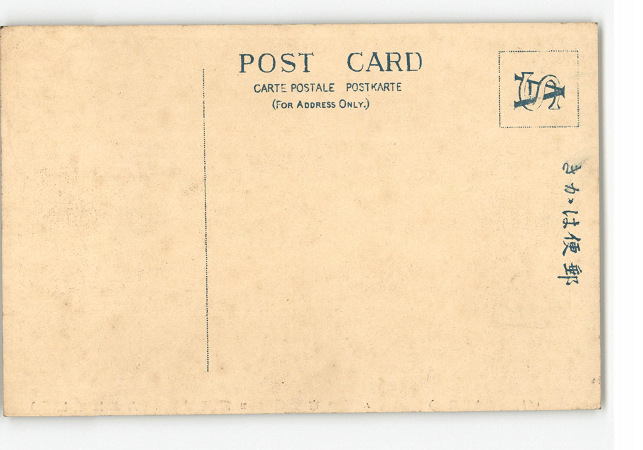 POST CARD
CARTE POSTALE POSTKARTE
(FOR ADDRESS ONLY.)
郵便はがき